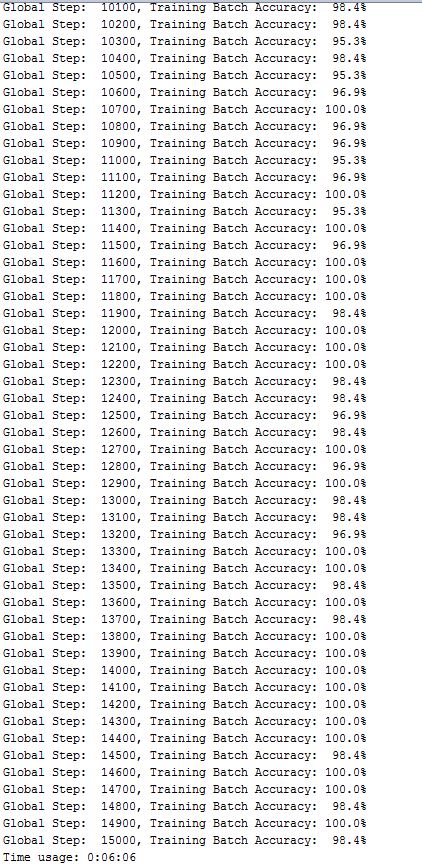 Global Step:  10100, Training Batch Accuracy:  98.4%
Global Step:  10200, Training Batch Accuracy:  98.4%
Global Step:  10300, Training Batch Accuracy:  95.3%
Global Step:  10400, Training Batch Accuracy:  98.4%
Global Step:  10500, Training Batch Accuracy:  95.3%
Global Step:  10600, Training Batch Accuracy:  96.9%
Global Step:  10700, Training Batch Accuracy: 100.0%
Global Step:  10800, Training Batch Accuracy:  96.9%
Global Step:  10900, Training Batch Accuracy:  96.9%
Global Step:  11000, Training Batch Accuracy:  95.3%
Global Step:  11100, Training Batch Accuracy:  96.9%
Global Step:  11200, Training Batch Accuracy: 100.0%
Global Step:  11300, Training Batch Accuracy:  95.3%
Global Step:  11400, Training Batch Accuracy: 100.0%
Global Step:  11500, Training Batch Accuracy:  96.9%
Global Step:  11600, Training Batch Accuracy: 100.0%
Global Step:  11700, Training Batch Accuracy: 100.0%
Global Step:  11800, Training Batch Accuracy: 100.0%
Global Step:  11900, Training Batch Accuracy:  98.4%
Global Step:  12000, Training Batch Accuracy: 100.0%
Global Step:  12100, Training Batch Accuracy: 100.0%
Global Step:  12200, Training Batch Accuracy: 100.0%
Global Step:  12300, Training Batch Accuracy:  98.4%
Global Step:  12400, Training Batch Accuracy:  98.4%
Global Step:  12500, Training Batch Accuracy:  96.9%
Global Step:  12600, Training Batch Accuracy:  98.4%
Global Step:  12700, Training Batch Accuracy: 100.0%
Global Step:  12800, Training Batch Accuracy:  96.9%
Global Step:  12900, Training Batch Accuracy: 100.0%
Global Step:  13000, Training Batch Accuracy:  98.4%
Global Step:  13100, Training Batch Accuracy:  98.4%
Global Step:  13200, Training Batch Accuracy:  96.9%
Global Step:  13300, Training Batch Accuracy: 100.0%
Global Step:  13400, Training Batch Accuracy: 100.0%
Global Step:  13500, Training Batch Accuracy:  98.4%
Global Step:  13600, Training Batch Accuracy: 100.0%
Global Step:  13700, Training Batch Accuracy:  98.4%
Global Step:  13800, Training Batch Accuracy: 100.0%
Global Step:  13900, Training Batch Accuracy: 100.0%
Global Step:  14000, Training Batch Accuracy: 100.0%
Global Step:  14100, Training Batch Accuracy: 100.0%
Global Step:  14200, Training Batch Accuracy: 100.0%
Global Step:  14300, Training Batch Accuracy: 100.0%
Global Step:  14400, Training Batch Accuracy: 100.0%
Global Step:  14500, Training Batch Accuracy:  98.4%
Global Step:  14600, Training Batch Accuracy: 100.0%
Global Step:  14700, Training Batch Accuracy: 100.0%
Global Step:  14800, Training Batch Accuracy:  98.4%
Global Step:  14900, Training Batch Accuracy: 100.0%
Global Step:  15000, Training Batch Accuracy:  98.4%
Time usage: 0:06:06